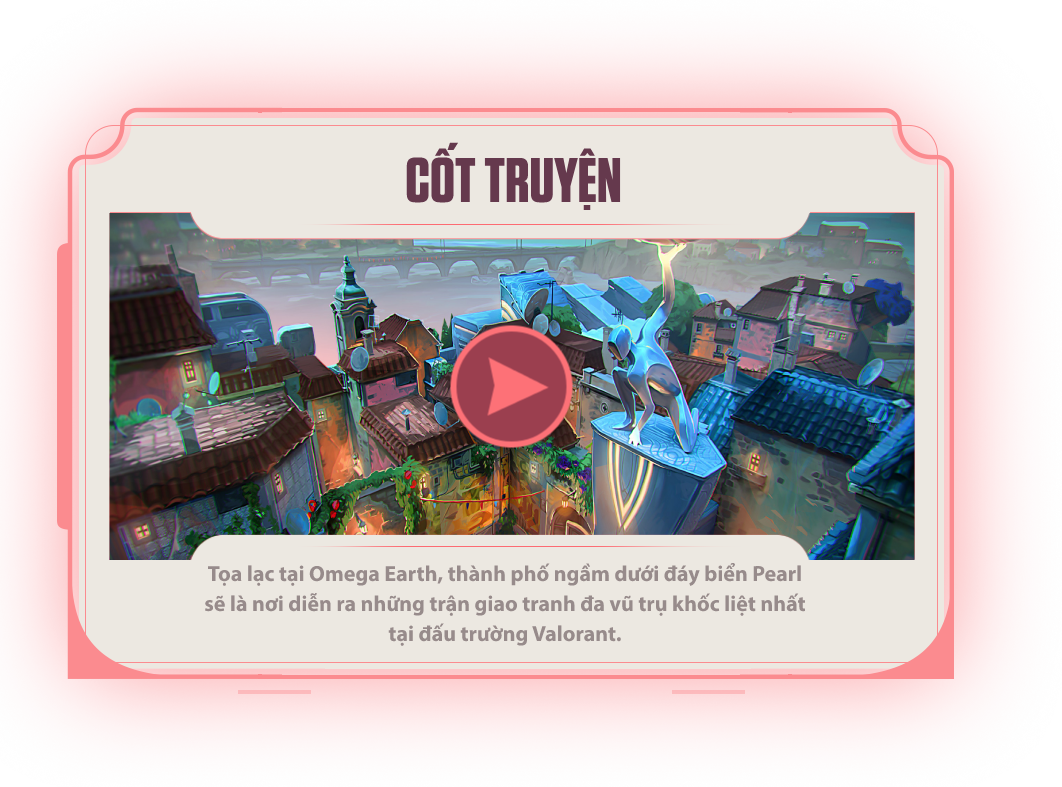 CỐT TRUYỆN
Tọa lạc tại Omega Earth, thành phố ngầm dưới đáy biển Pearl
sẽ là nơi diễn ra những trận giao tranh đa vũ trụ khốc liệt nhất
tại đấu trường Valorant.